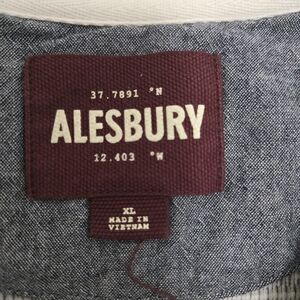 37.7891 °N
ALESBURY
12.403 °W
XL
MADE IN
VIETNAM